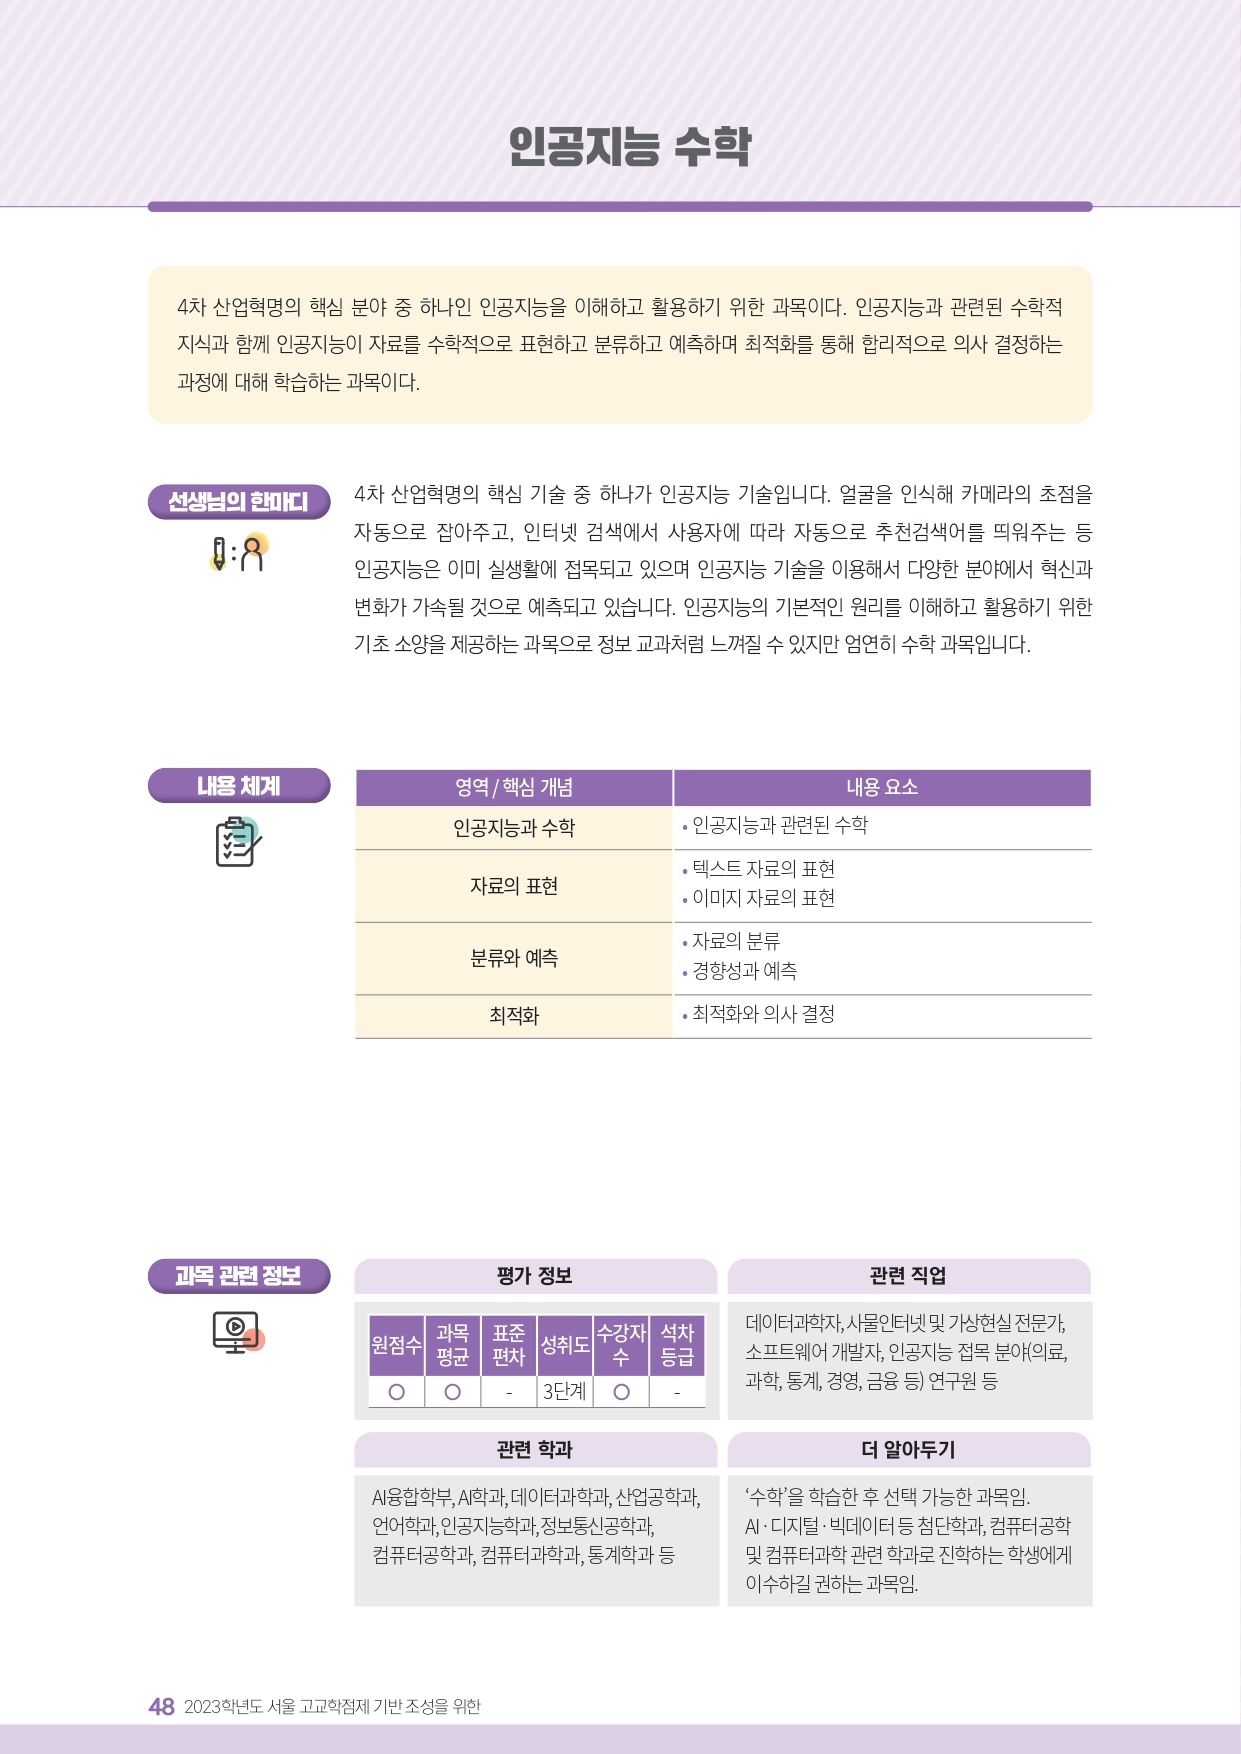 인공지능 수학
4차 산업혁명의 핵심 분야 중 하나인 인공지능을 이해하고 활용하기 위한 과목이다. 인공지능과 관련된 수학적
지식과 함께 인공지능이 자료를 수학적으로 표현하고 분류하고 예측하며 최적화를 통해 합리적으로 의사 결정하는
과정에 대해 학습하는 과목이다.
선생님의 한마디
4차 산업혁명의 핵심 기술 중 하나가 인공지능 기술입니다. 얼굴을 인식해 카메라의 초점을
자동으로 잡아주고, 인터넷 검색에서 사용자에 따라 자동으로 추천검색어를 띄워주는 등
인공지능은 이미 실생활에 접목되고 있으며 인공지능 기술을 이용해서 다양한 분야에서 혁신과
변화가 가속될 것으로 예측되고 있습니다. 인공지능의 기본적인 원리를 이해하고 활용하기 위한
기초 소양을 제공하는 과목으로 정보 교과처럼 느껴질 수 있지만 엄연히 수학 과목입니다.
내용 체계
영역 / 핵심 개념 내용 요소
인공지능과 수학 • 인공지능과 관련된 수학
자료의 표현
• 텍스트 자료의 표현
• 이미지 자료의 표현
분류와 예측
• 자료의 분류
• 경향성과 예측
최적화 • 최적화와 의사 결정
과목 관련 정보
평가 정보
원점수 과목 평균 표준 편차 성취도 수강자 수 석차 등급
○ ○ - 3단계 ○ -
관련 직업
데이터과학자, 사물인터넷 및 가상현실 전문가,
소프트웨어 개발자, 인공지능 접목 분야(의료,
과학, 통계, 경영, 금융 등) 연구원 등
관련 학과
AI융합학부, AI학과, 데이터과학과, 산업공학과,
언어학과, 인공지능학과, 정보통신공학과,
컴퓨터공학과, 컴퓨터과학과, 통계학과 등
더 알아두기
‘수학’을 학습한 후 선택 가능한 과목임.
AI · 디지털 · 빅데이터 등 첨단학과, 컴퓨터공학
및 컴퓨터과학 관련 학과로 진학하는 학생에게
이수하길 권하는 과목임.
48 2023학년도 서울 고교학점제 기반 조성을 위한